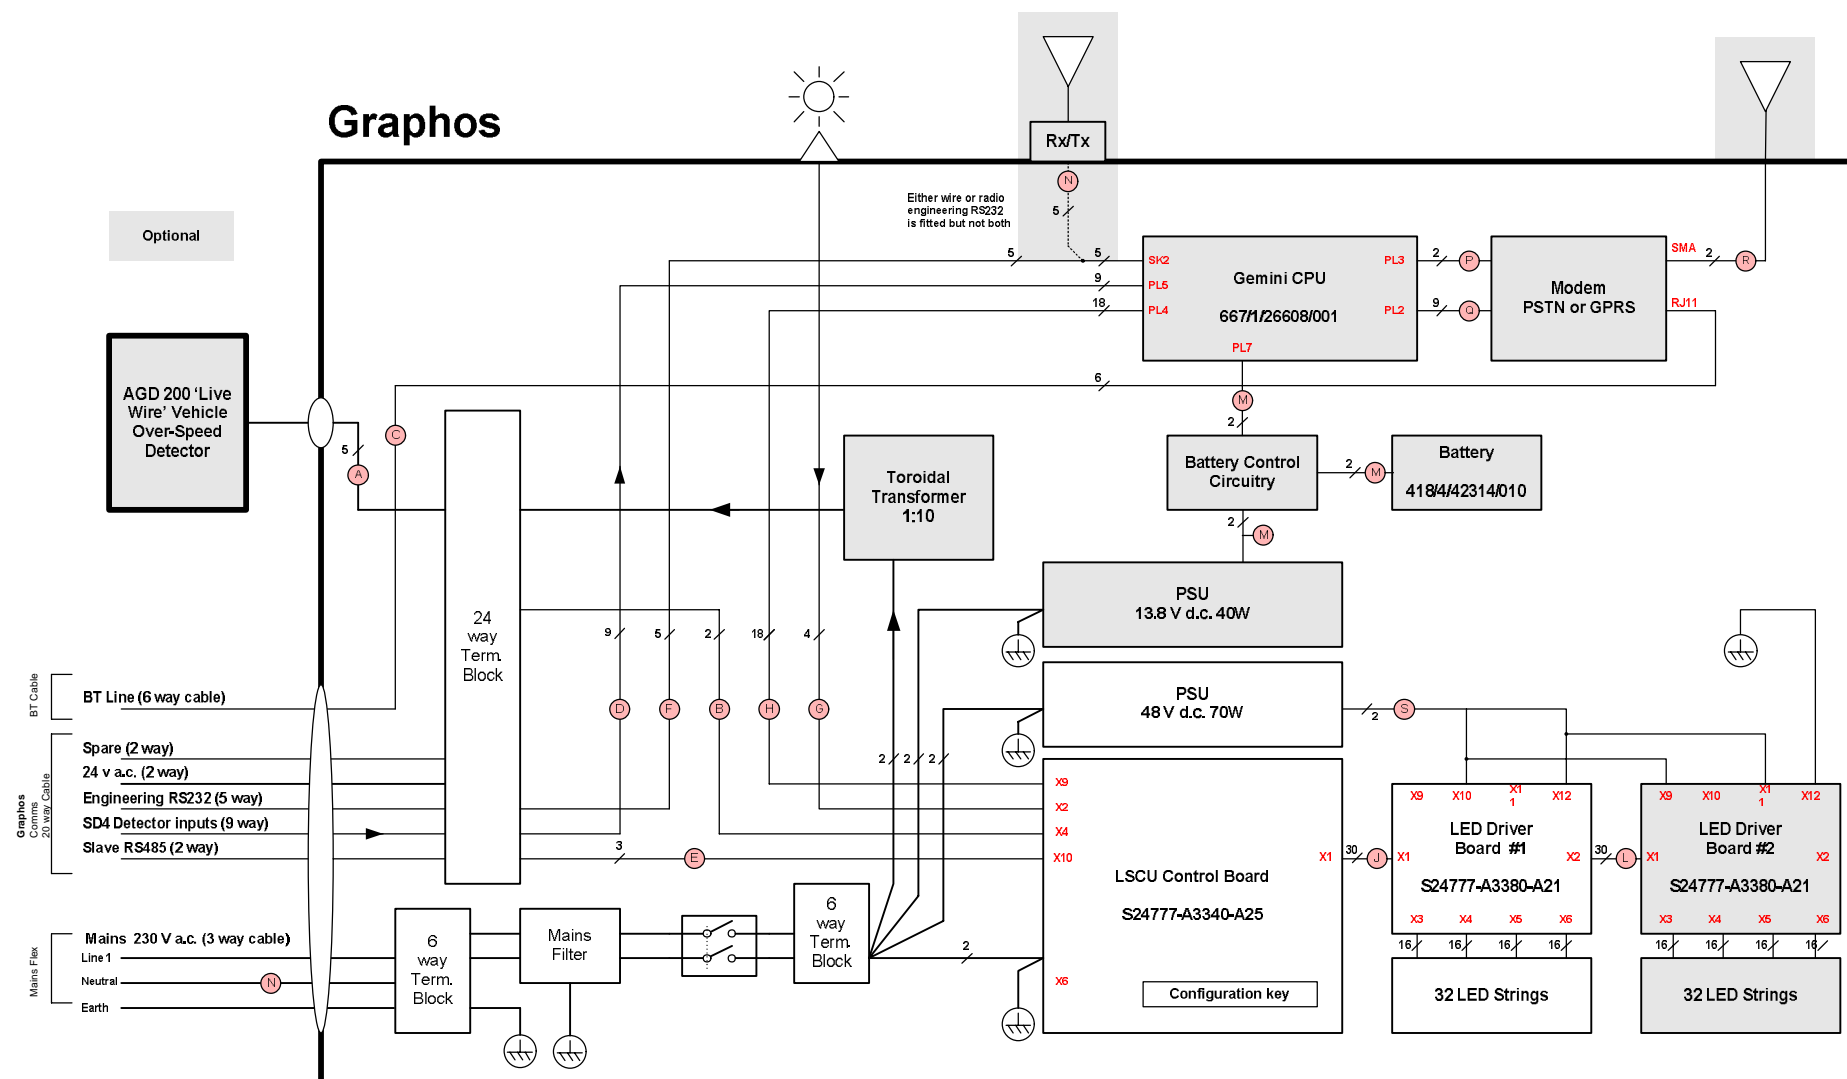 Graphos
Optional
Rx/Tx
N
5
Either wire or radio
engineering RS232
is fitted but not both
5
5
9
18
SK2
PL5
PL4
Gemini CPU
667/1/26608/001
PL3
PL2
PL7
2
P
9
Q
Modem
PSTN or GPRS
SMA
RJ11
2
R
6
AGD 200 ‘Live
Wire’ Vehicle
Over-Speed
Detector
5
A
C
M
2
Battery Control
Circuitry
2
M
Battery
418/4/42314/010
2
M
Toroidal
Transformer
1:10
24
way
Term.
Block
PSU
13.8 V d.c. 40W
PSU
48 V d.c. 70W
2
S
9
5
2
18
4
D
F
B
H
G
2
2
2
BT Cable
BT Line (6 way cable)
Graphos
Comms
20 way Cable
Spare (2 way)
24 v a.c. (2 way)
Engineering RS232 (5 way)
SD4 Detector inputs (9 way)
Slave RS485 (2 way)
3
E
X9
X2
X4
X10
X1
X6
LSCU Control Board
S24777-A3340-A25
Configuration key
30
J
X9
X10
X1
1
X12
LED Driver
Board #1
X1
X2
S24777-A3380-A21
X3
X4
X5
X6
16
16
16
16
32 LED Strings
30
L
X9
X10
X1
1
X12
LED Driver
Board #2
X1
X2
S24777-A3380-A21
X3
X4
X5
X6
16
16
16
16
32 LED Strings
Mains Flex
Mains 230 V a.c. (3 way cable)
Line 1
Neutral
N
Earth
6
way
Term.
Block
Mains
Filter
6
way
Term.
Block
2